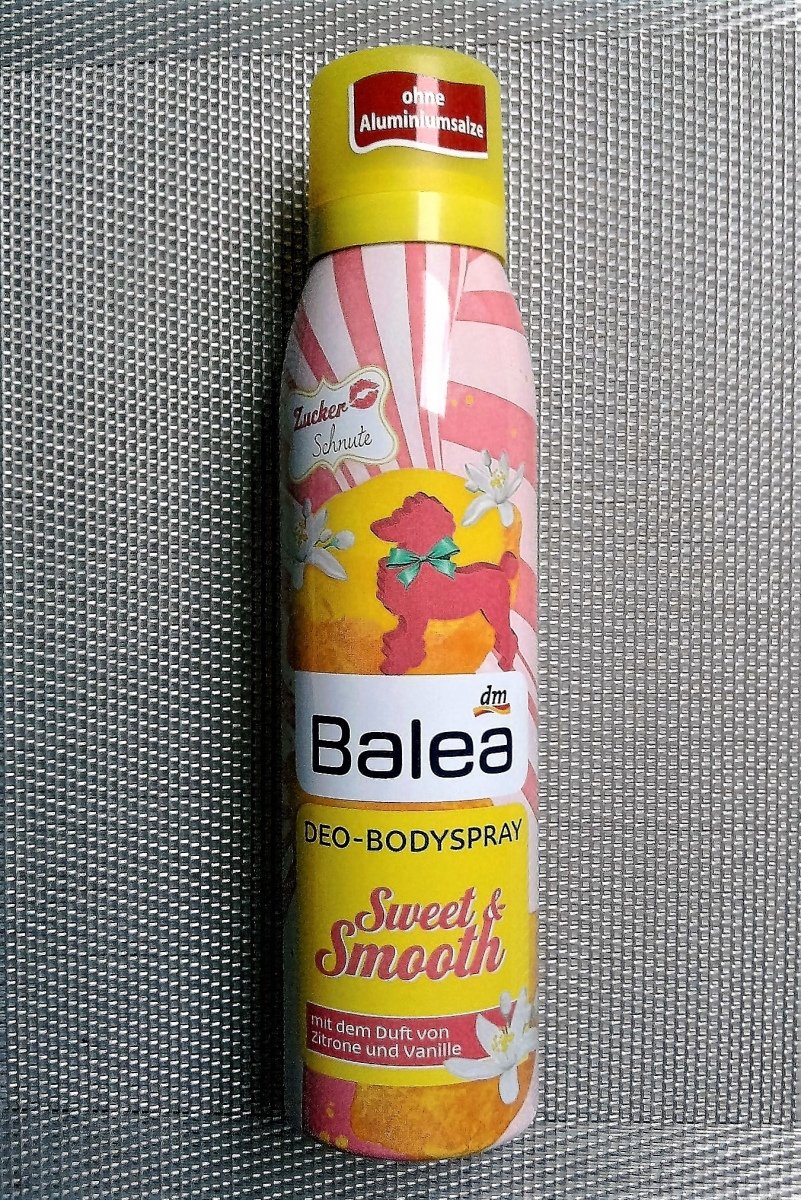 ohne
Aluminiumsalze
Zucker
Schnute
dm
Balea
DEO-BODYSPRAY
Sweet &
Smooth
mit dem Duft von
Zitrone und Vanille